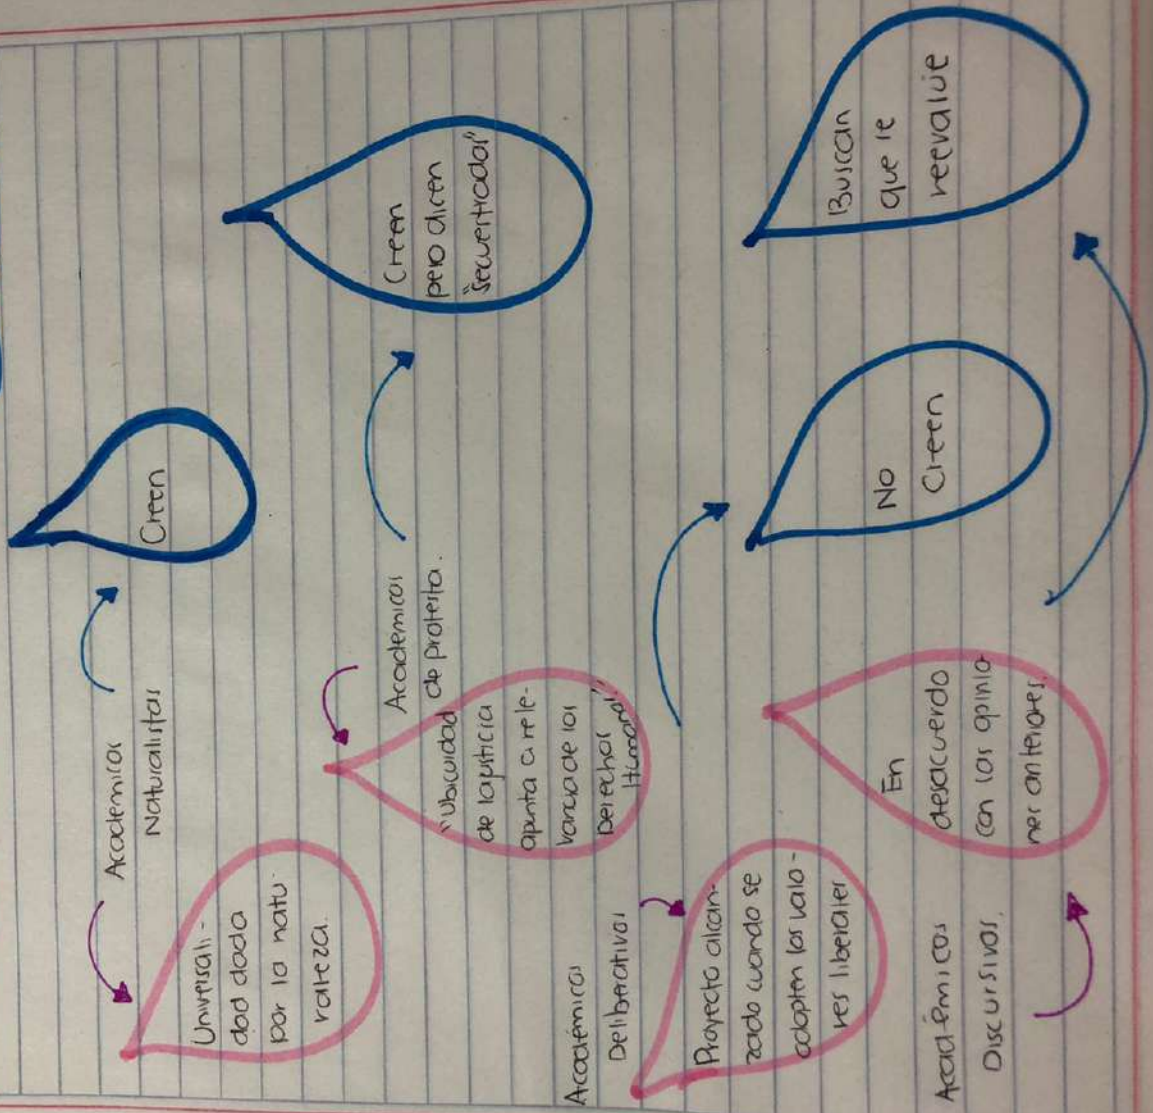 Académicos
Naturalistas
Universali-
dad dada
por la natu
raleza.
Creen
Académicos
de protesta.
"Ubicuidad
de la justicia
apunta a rele-
vancia de los
Derechos
Humanos"
Creen
pero dicen
"secuestrados"
Académicos
Deliberativos
Proyecto alcan-
zado cuando se
adopten los valo-
res liberales
No
Creen
Académicos
Discursivos.
En
desacuerdo
con las opinio-
nes anteriores.
Buscan
que se
reevalúe